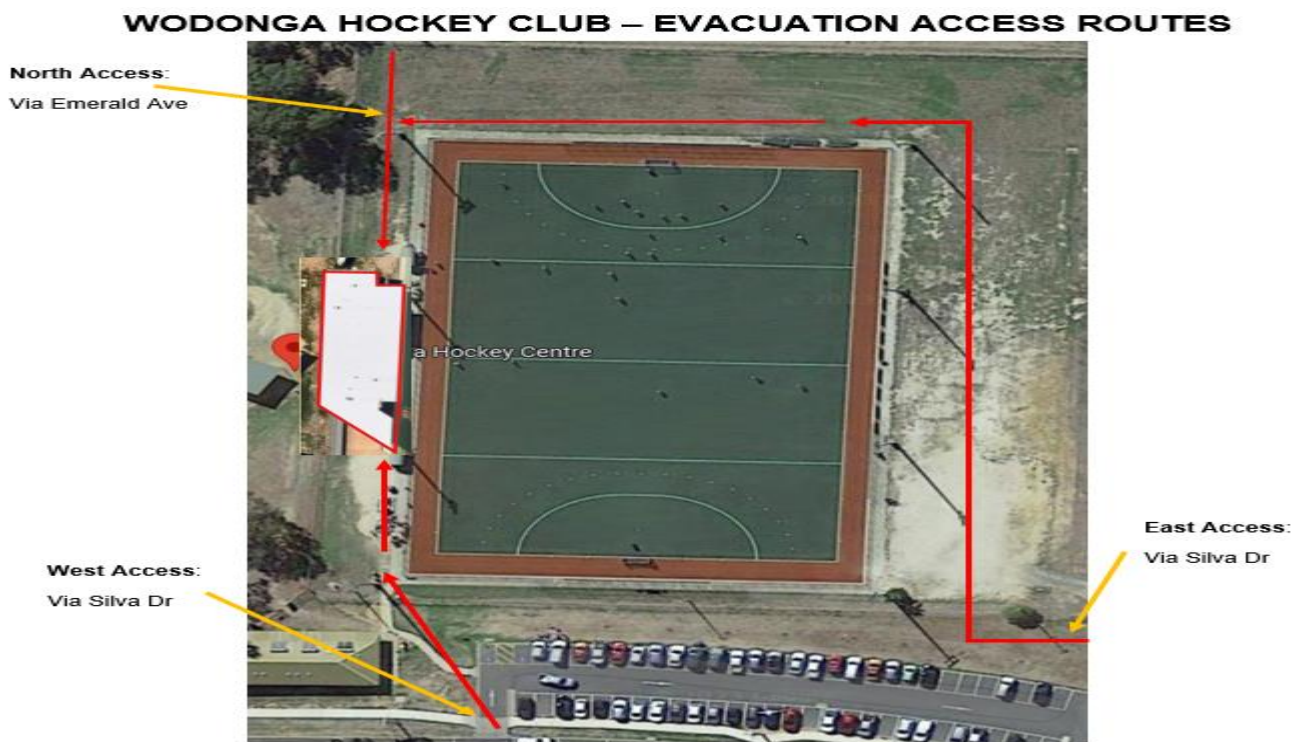 WODONGA HOCKEY CLUB – EVACUATION ACCESS ROUTES
North Access:
Via Emerald Ave
a Hockey Centre
East Access:
Via Silva Dr
West Access:
Via Silva Dr